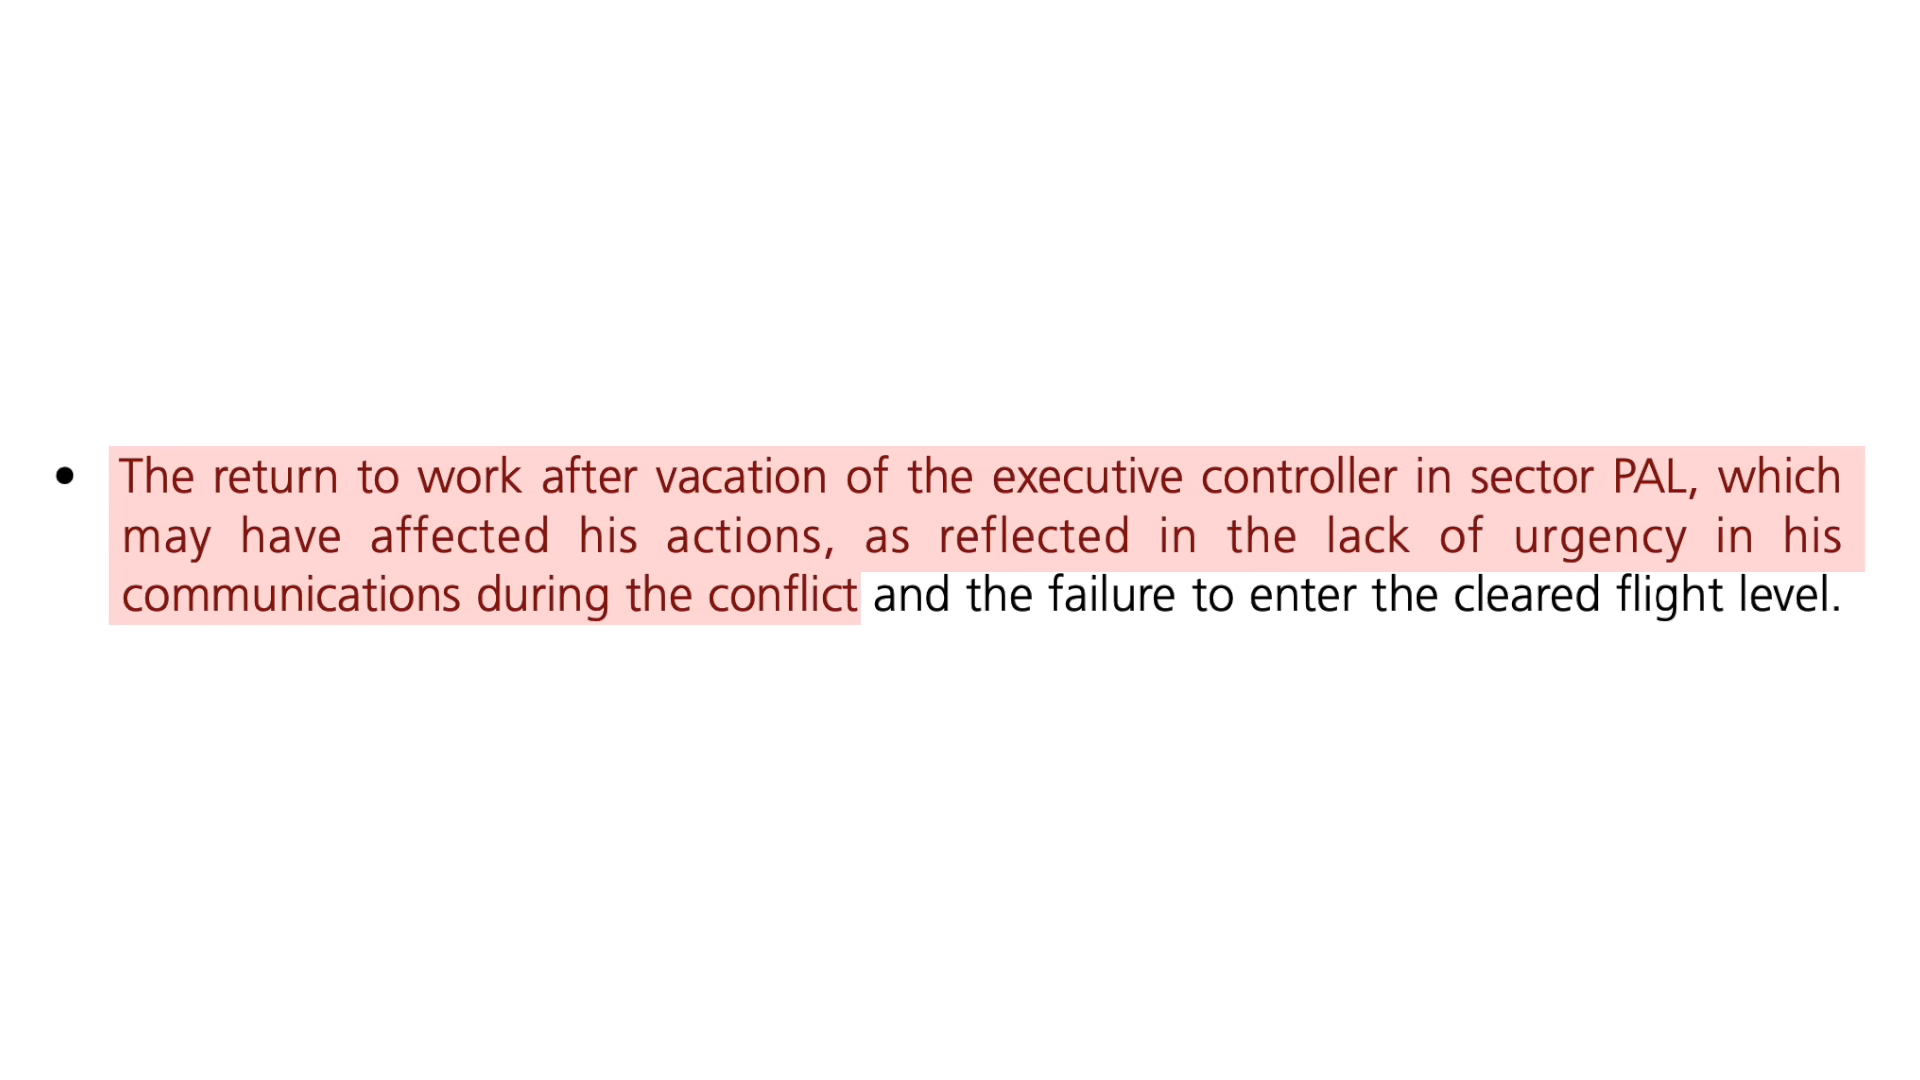 • The return to work after vacation of the executive controller in sector PAL, which
may have affected his actions, as reflected in the lack of urgency in his
communications during the conflict and the failure to enter the cleared flight level.